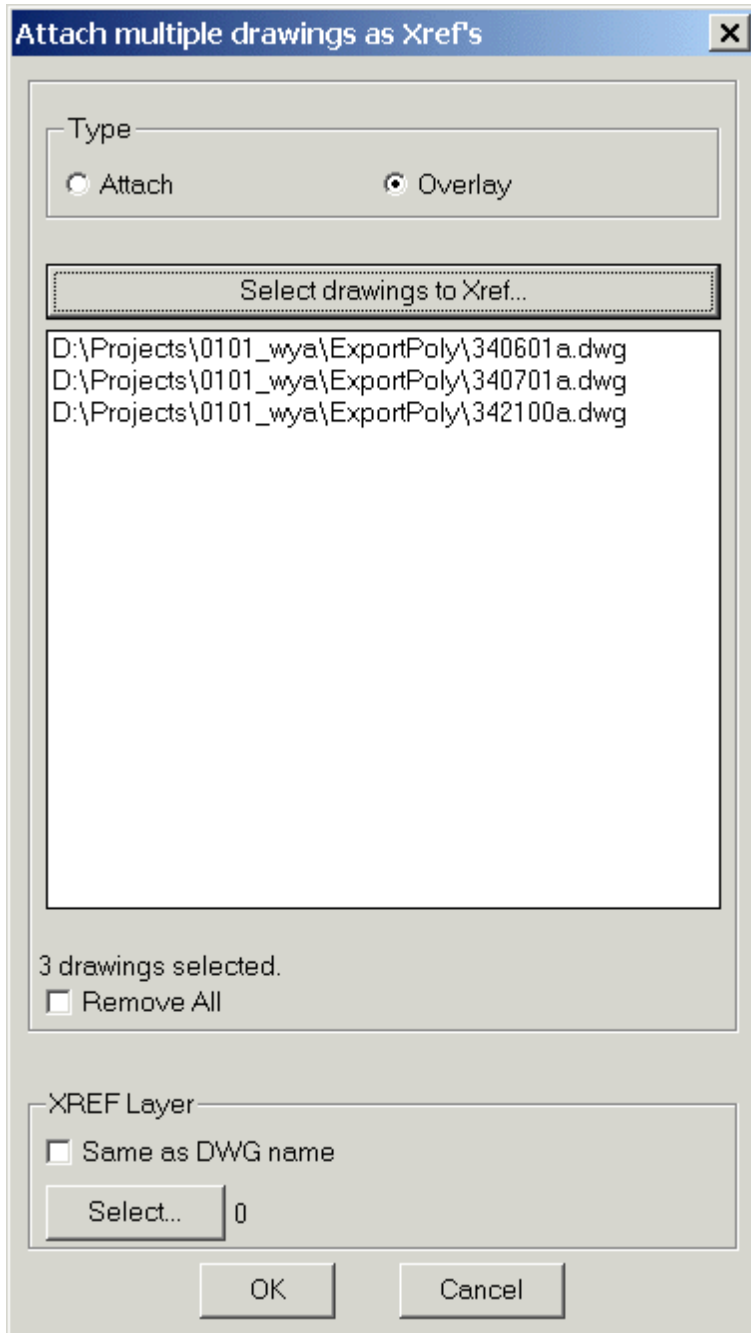 Attach multiple drawings as Xref's
Type
Attach
Overlay
Select drawings to Xref...
D:\Projects\0101_wya\ExportPoly\340601a.dwg
D:\Projects\0101_wya\ExportPoly\340701a.dwg
D:\Projects\0101_wya\ExportPoly\342100a.dwg
3 drawings selected.
Remove All
XREF Layer
Same as DWG name
Select... 0
OK Cancel